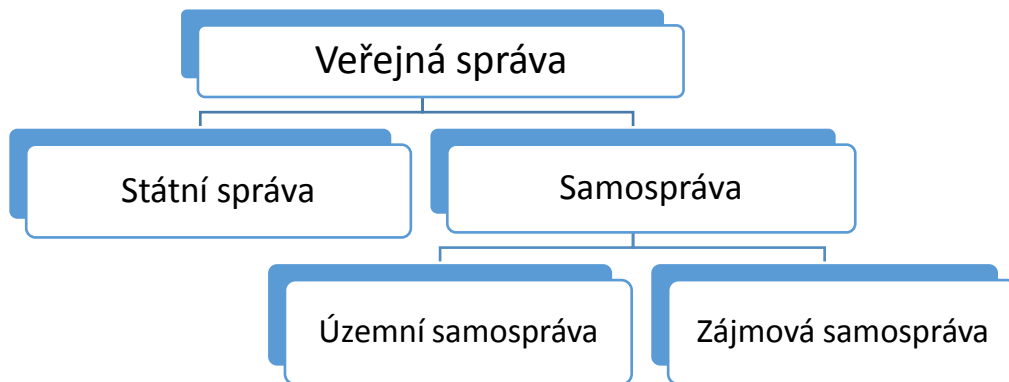 Veřejná správa
Státní správa
Samospráva
Územní samospráva
Zájmová samospráva